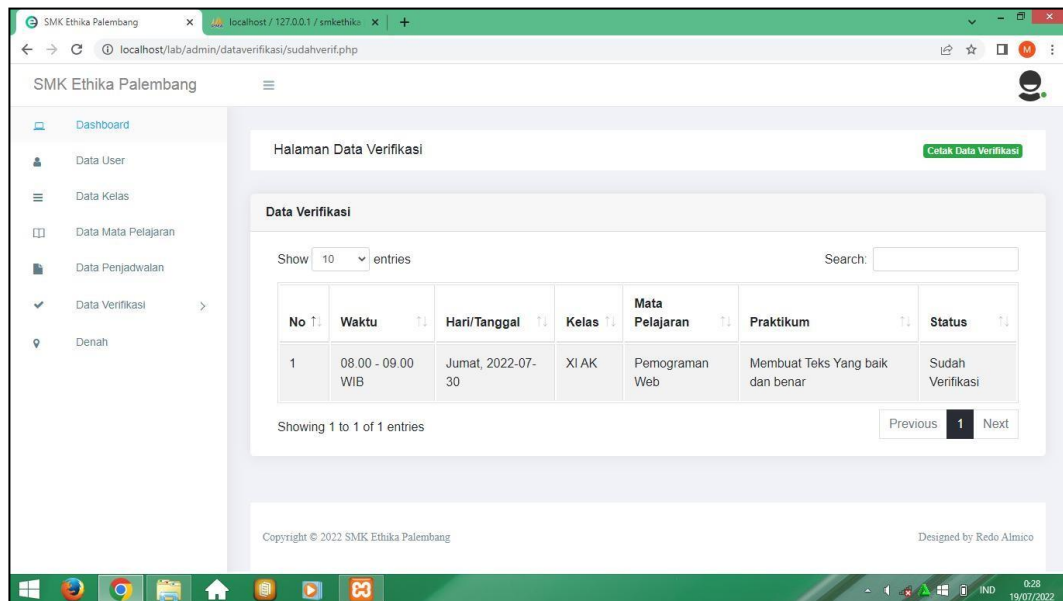 SMK Ethika Palembang
localhost / 127.0.0.1 / smkethika
localhost/lab/admin/dataverifikasi/sudahverif.php
M
SMK Ethika Palembang
Dashboard
Data User
Data Kelas
Data Mata Pelajaran
Data Penjadwalan
Data Verifikasi
Denah
Halaman Data Verifikasi
Cetak Data Verifikasi
Data Verifikasi
Show 10 entries
Search:
No Waktu Hari/Tanggal Kelas Mata Pelajaran Praktikum Status
1 08.00 - 09.00 WIB Jumat, 2022-07-30 XI AK Pemograman Web Membuat Teks Yang baik dan benar Sudah Verifikasi
Showing 1 to 1 of 1 entries
Previous 1 Next
Copyright © 2022 SMK Ethika Palembang
Designed by Redo Almico
IND
0:28
19/07/2022